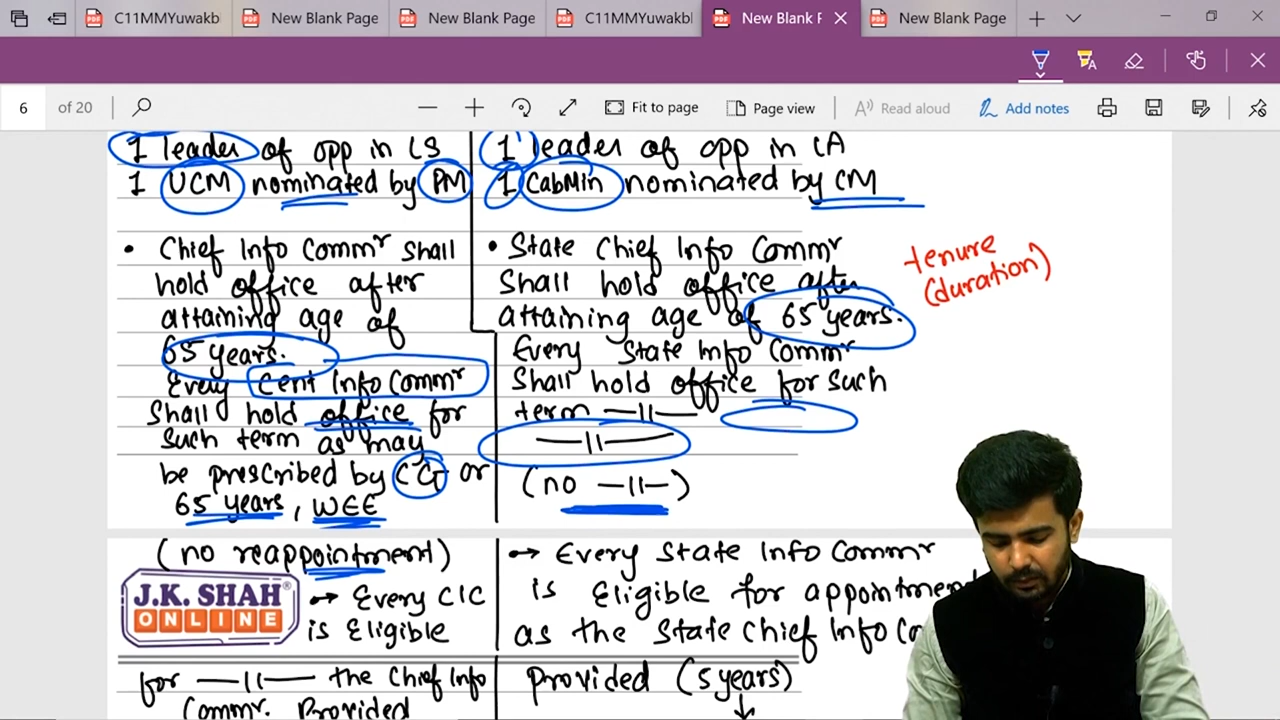 C11MMYuwakb
New Blank Page
New Blank Page
C11MMYuwakb
New Blank P
New Blank Page
6 of 20
Fit to page
Page view
Read aloud
Add notes
1 leader of opp in LS
1 UCM nominated by PM
• Chief Info Commr shall
hold office after
attaining age of
65 years.
Every Cent Info Commr
Shall hold office for
such term as may
be prescribed by CG or
65 years, WEE
(no reappointment)
→ Every CIC
is Eligible
for —II— the Chief Info
Commr. Provided
1 leader of opp in LA
1 CabMin nominated by CM
• State Chief Info Commr
Shall hold office after
attaining age of 65 years.
Every State Info Commr
Shall hold office for such
term —II—
—II—
(no —II—)
→ Every State Info Commr
is Eligible for appointmen
as the State Chief Info Co
Provided (5 years)
tenure
(duration)
J.K. SHAH
ONLINE